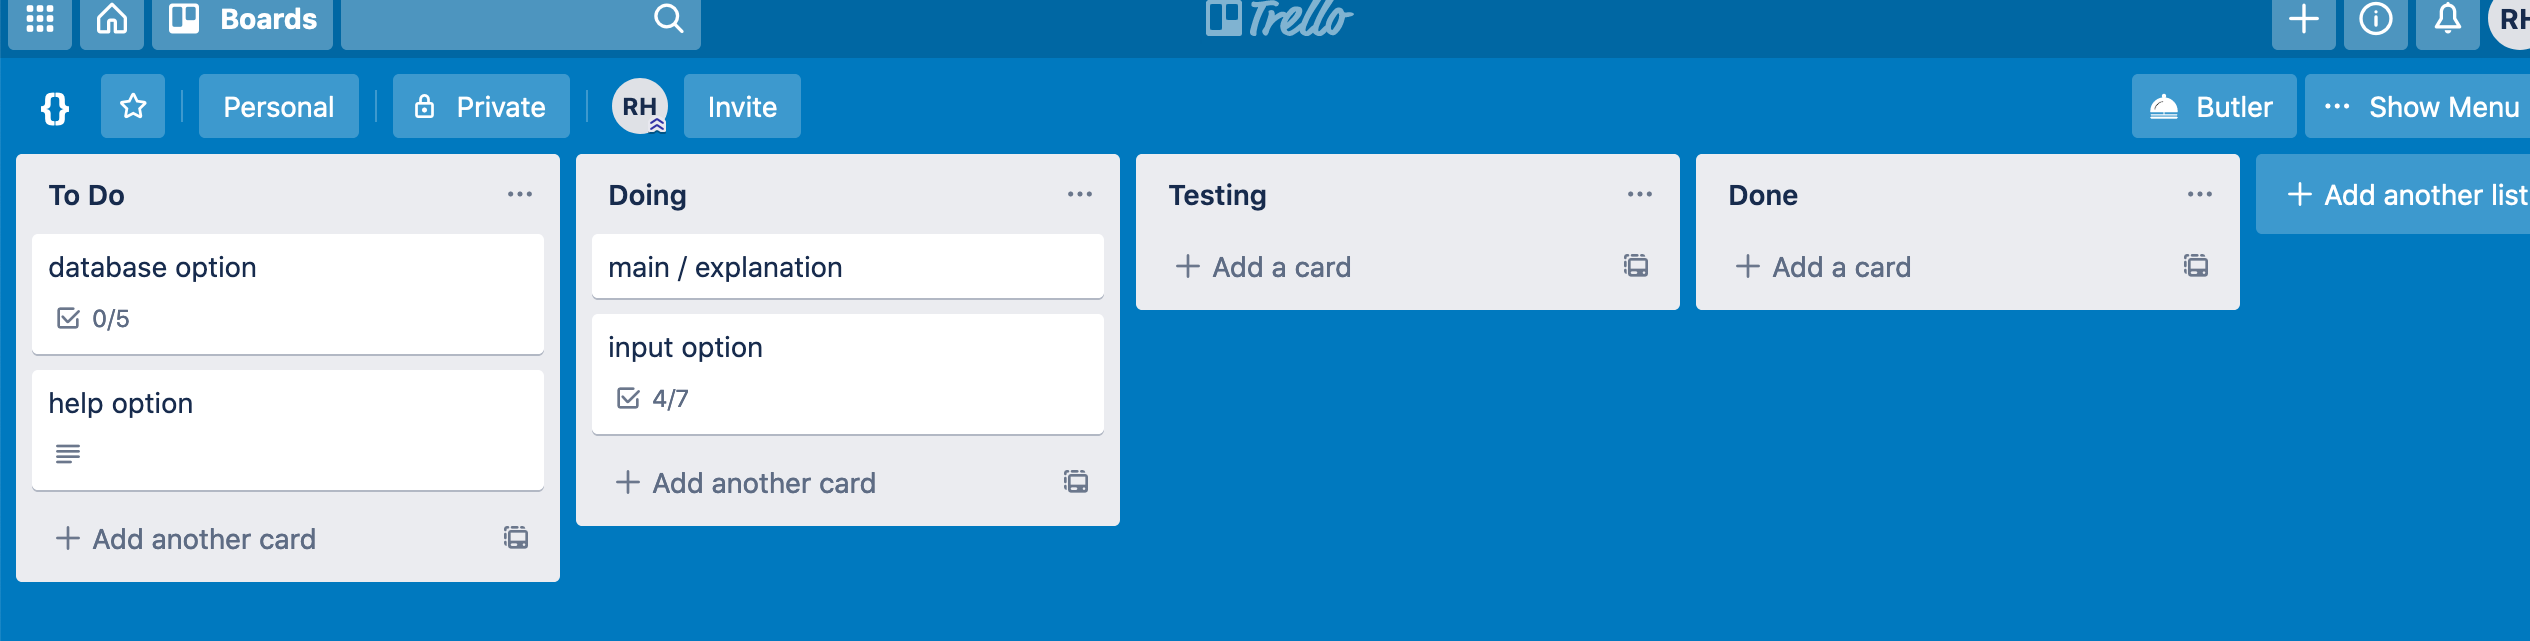 Boards
Trello
{}
Personal
Private
RH
Invite
Butler
Show Menu
To Do
database option
0/5
help option
+ Add another card
Doing
main / explanation
input option
4/7
+ Add another card
Testing
+ Add a card
Done
+ Add a card
+ Add another list